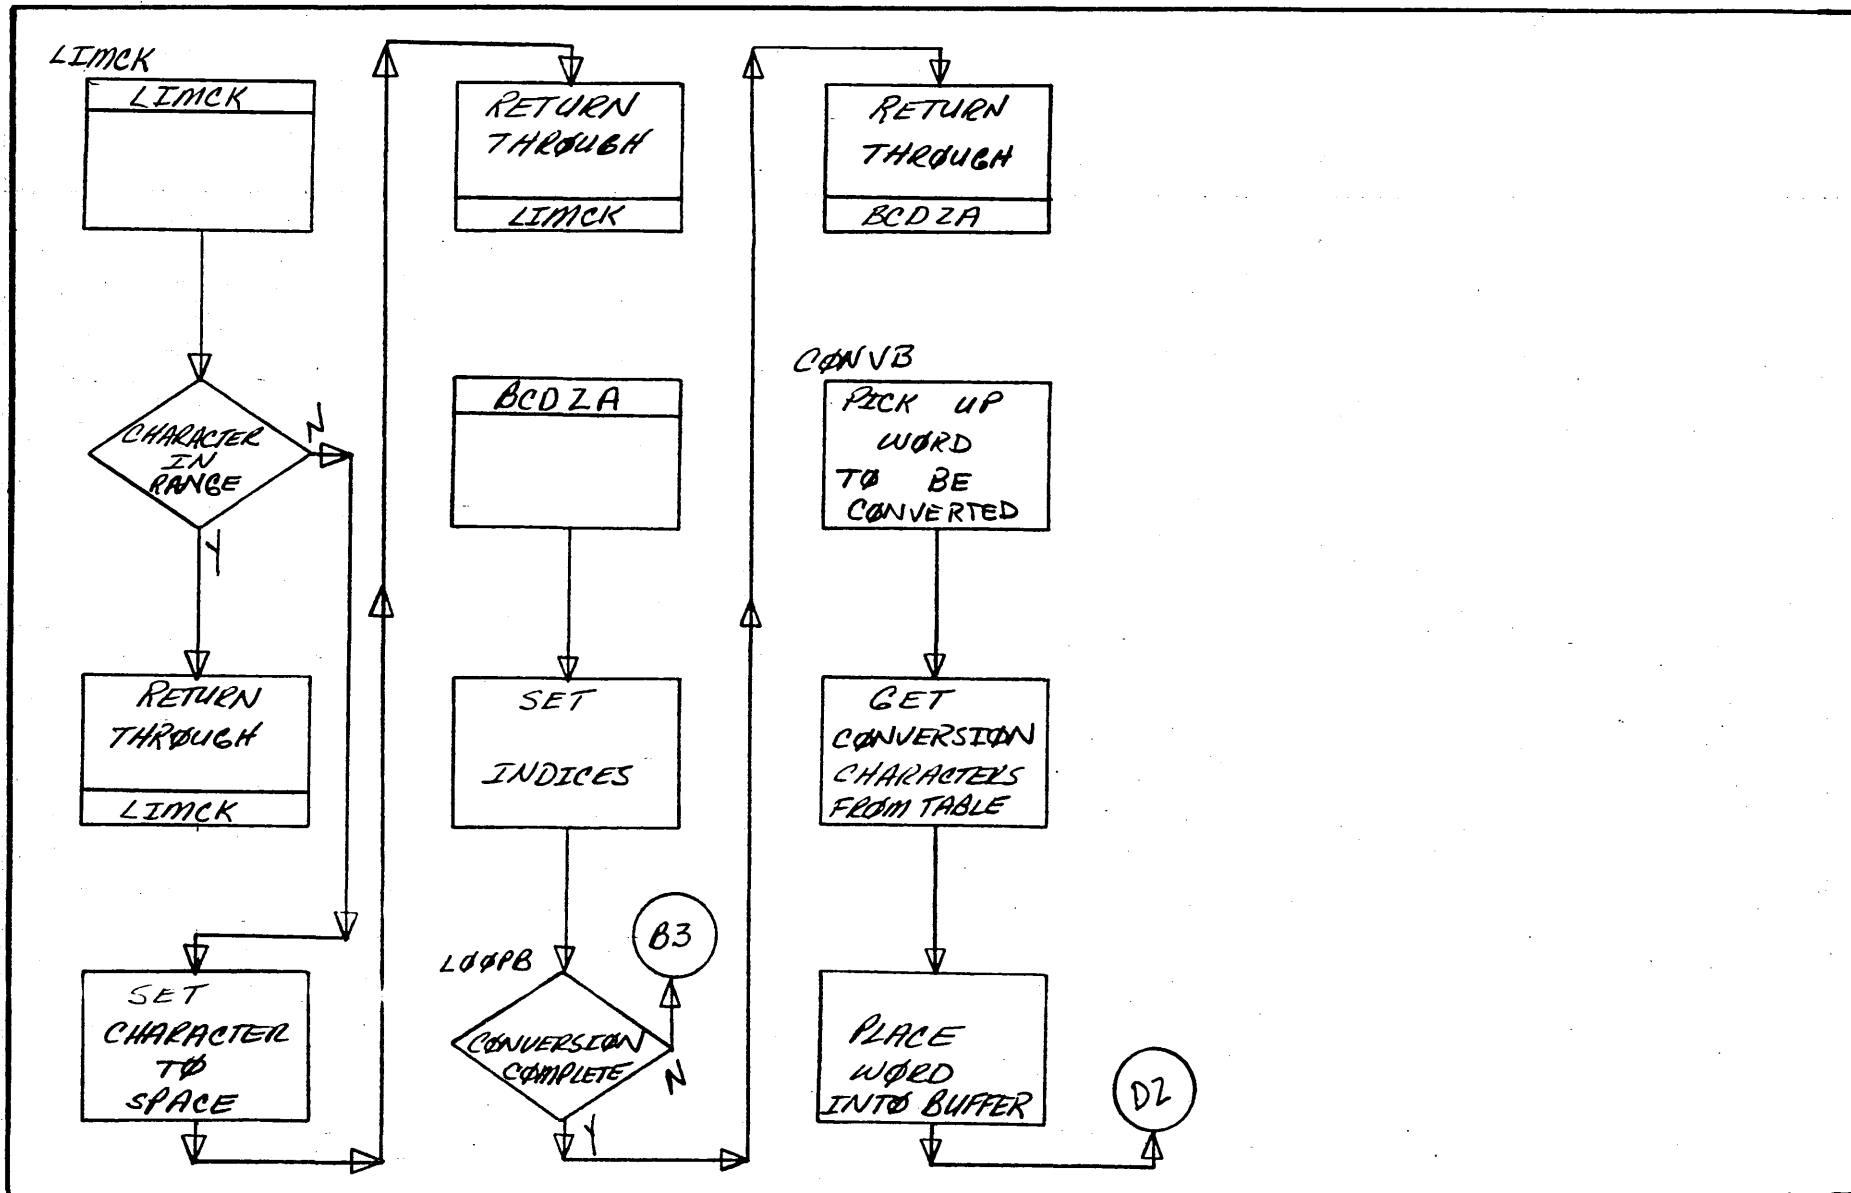 LIMCK
LIMCK
CHARACTER
IN
RANGE
N
Y
RETURN
THRØUGH
LIMCK
SET
CHARACTER
TØ
SPACE
RETURN
THRØUGH
LIMCK
BCD2A
SET
INDICES
LØØPB
B3
CØNVERSIØN
CØMPLETE
N
Y
RETURN
THRØUGH
BCD2A
CØNVB
PICK UP
WØRD
TØ BE
CØNVERTED
GET
CØNVERSIØN
CHARACTERS
FRØM TABLE
PLACE
WØRD
INTØ BUFFER
D2